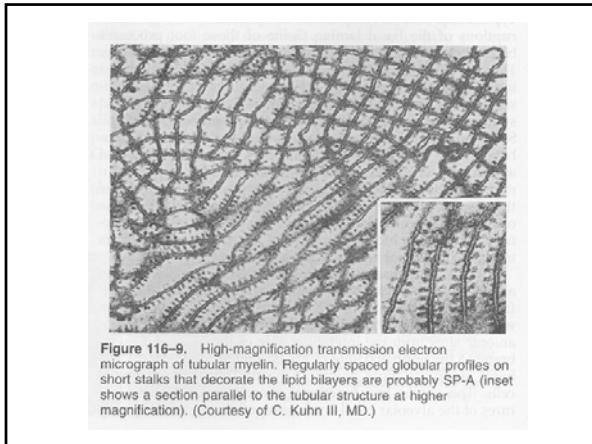 Figure 116–9. High-magnification transmission electron
micrograph of tubular myelin. Regularly spaced globular profiles on
short stalks that decorate the lipid bilayers are probably SP-A (inset
shows a section parallel to the tubular structure at higher
magnification). (Courtesy of C. Kuhn III, MD.)